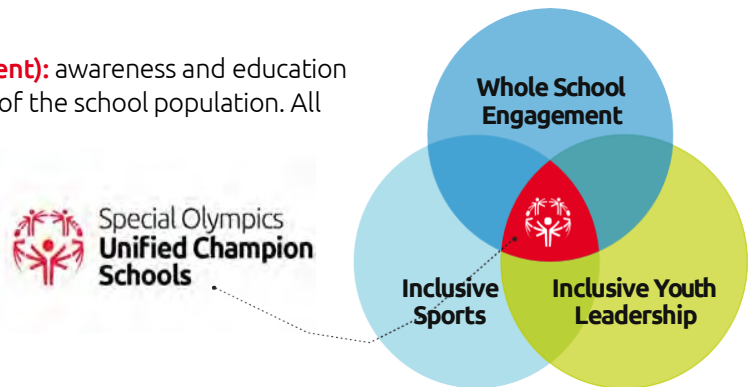 ent): awareness and education
of the school population. All
Special Olympics
Unified Champion
Schools
Whole School
Engagement
Inclusive
Sports
Inclusive Youth
Leadership